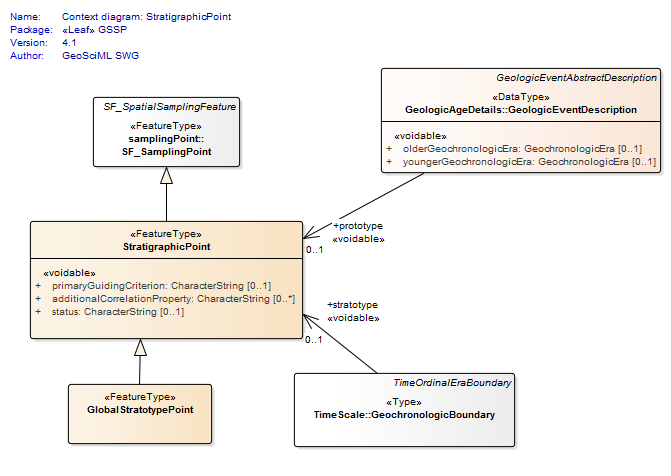 Name: Context diagram: StratigraphicPoint
Package: «Leaf» GSSP
Version: 4.1
Author: GeoSciML SWG
GeologicEventAbstractDescription
«DataType»
GeologicAgeDetails::GeologicEventDescription
«voidable»
+ olderGeochronologicEra: GeochronologicEra [0..1]
+ youngerGeochronologicEra: GeochronologicEra [0..1]
SF_SpatialSamplingFeature
«FeatureType»
samplingPoint::
SF_SamplingPoint
«FeatureType»
StratigraphicPoint
«voidable»
+ primaryGuidingCriterion: CharacterString [0..1]
+ additionalCorrelationProperty: CharacterString [0..*]
+ status: CharacterString [0..1]
+prototype
«voidable»
0..1
+stratotype
«voidable»
0..1
«FeatureType»
GlobalStratotypePoint
TimeOrdinalEraBoundary
«Type»
TimeScale::GeochronologicBoundary